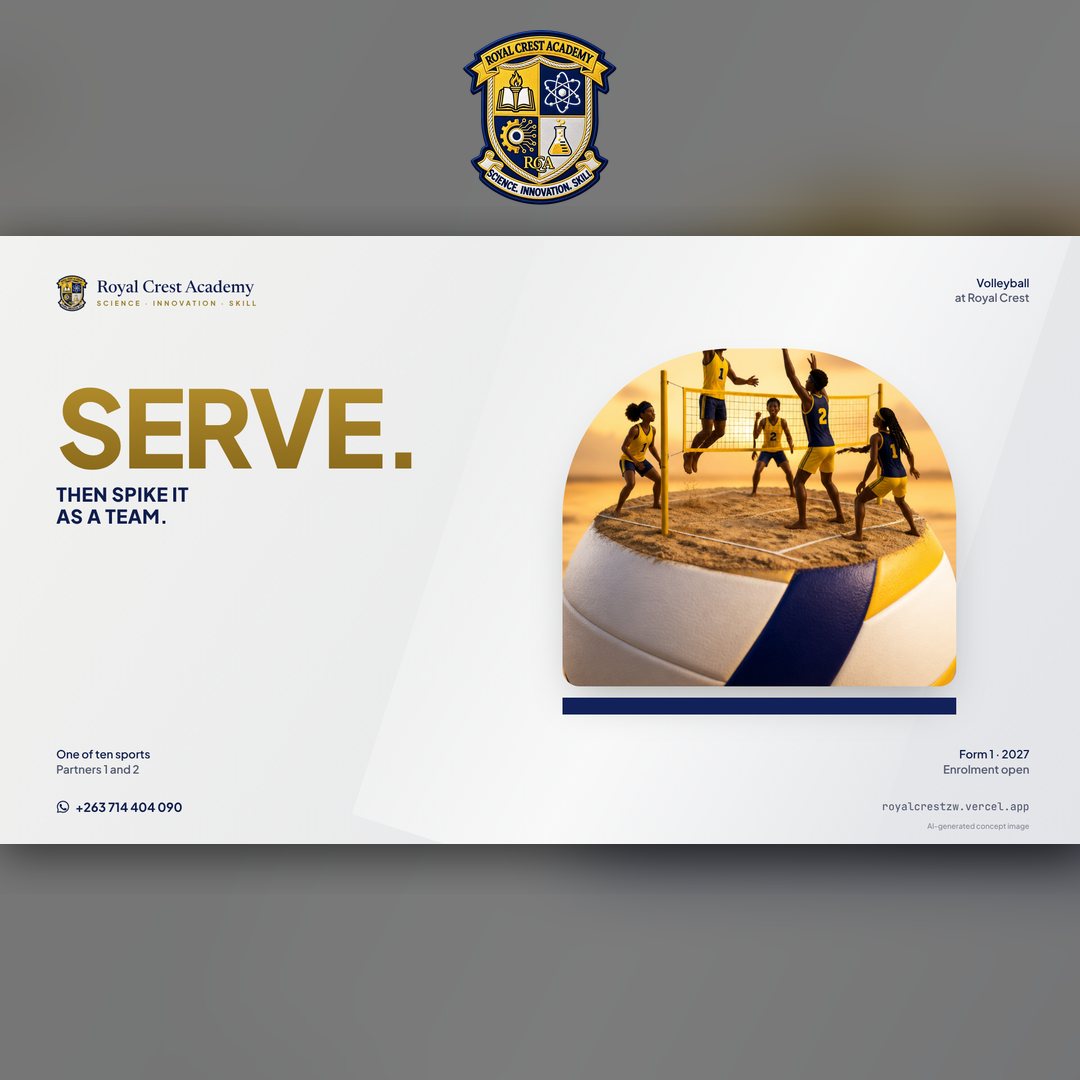 ROYAL CREST ACADEMY
RCA
SCIENCE. INNOVATION. SKILL
Royal Crest Academy
SCIENCE · INNOVATION · SKILL
Volleyball
at Royal Crest
SERVE.
THEN SPIKE IT
AS A TEAM.
1
2
1
2
1
One of ten sports
Partners 1 and 2
+263 714 404 090
Form 1 · 2027
Enrolment open
royalcrestzw.vercel.app
AI-generated concept image